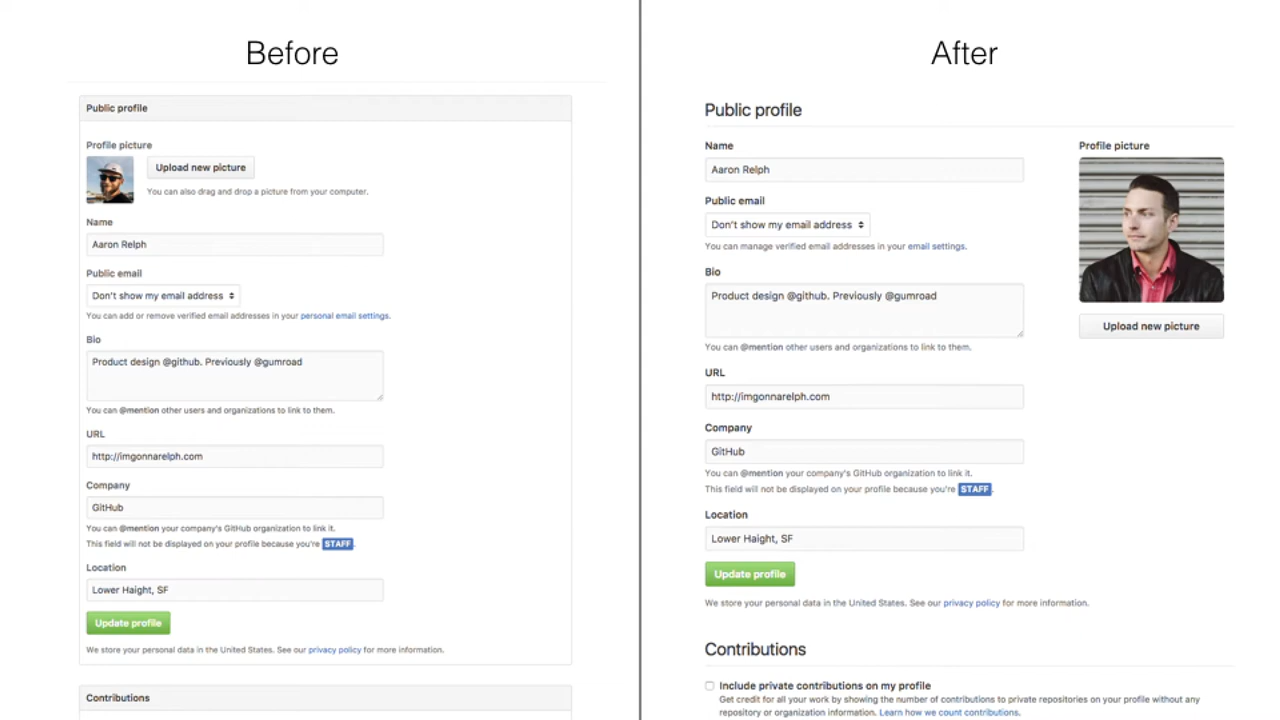 Before
Public profile
Profile picture
Upload new picture
You can also drag and drop a picture from your computer.
Name
Aaron Relph
Public email
Don't show my email address
You can add or remove verified email addresses in your personal email settings.
Bio
Product design @github. Previously @gumroad
You can @mention other users and organizations to link to them.
URL
http://imgonnarelph.com
Company
GitHub
You can @mention your company's GitHub organization to link it.
This field will not be displayed on your profile because you're STAFF.
Location
Lower Haight, SF
Update profile
We store your personal data in the United States. See our privacy policy for more information.
Contributions
After
Public profile
Name
Aaron Relph
Public email
Don't show my email address
You can manage verified email addresses in your email settings.
Bio
Product design @github. Previously @gumroad
You can @mention other users and organizations to link to them.
URL
http://imgonnarelph.com
Company
GitHub
You can @mention your company's GitHub organization to link it.
This field will not be displayed on your profile because you're STAFF.
Location
Lower Haight, SF
Update profile
We store your personal data in the United States. See our privacy policy for more information.
Profile picture
Upload new picture
Contributions
Include private contributions on my profile
Get credit for all your work by showing the number of contributions to private repositories on your profile without any
repository or organization information. Learn how we count contributions.